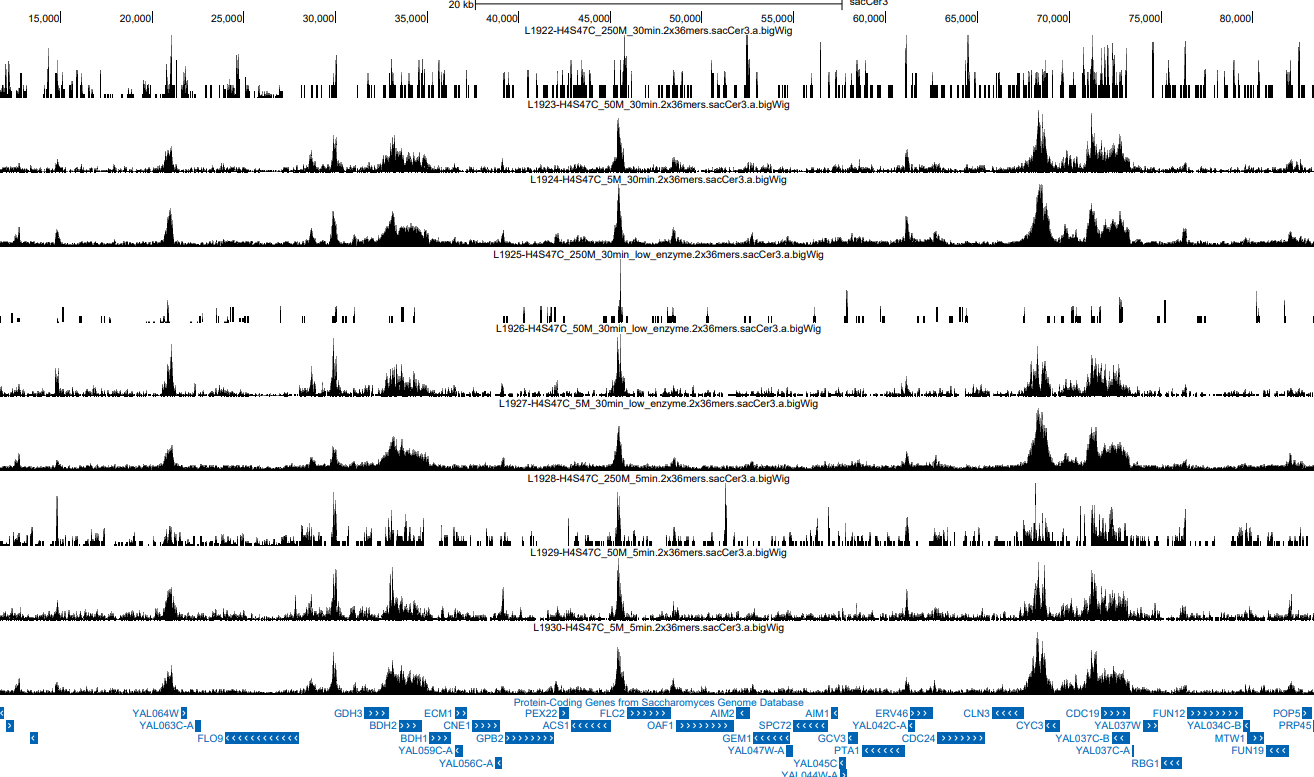 20 kb sacCer3
15,000| 20,000| 25,000| 30,000| 35,000| 40,000| 45,000| 50,000| 55,000| 60,000| 65,000| 70,000| 75,000| 80,000|
L1922-H4S47C_250M_30min.2x36mers.sacCer3.a.bigWig
L1923-H4S47C_50M_30min.2x36mers.sacCer3.a.bigWig
L1924-H4S47C_5M_30min.2x36mers.sacCer3.a.bigWig
L1925-H4S47C_250M_30min_low_enzyme.2x36mers.sacCer3.a.bigWig
L1926-H4S47C_50M_30min_low_enzyme.2x36mers.sacCer3.a.bigWig
L1927-H4S47C_5M_30min_low_enzyme.2x36mers.sacCer3.a.bigWig
L1928-H4S47C_250M_5min.2x36mers.sacCer3.a.bigWig
L1929-H4S47C_50M_5min.2x36mers.sacCer3.a.bigWig
L1930-H4S47C_5M_5min.2x36mers.sacCer3.a.bigWig
Protein-Coding Genes from Saccharomyces Genome Database
YAL064W GDH3 ECM1 PEX22 FLC2 AIM2 AIM1 ERV46 CLN3 CDC19 FUN12 POP5
YAL063C-A BDH2 CNE1 ACS1 OAF1 SPC72 YAL042C-A CYC3 YAL037W YAL034C-B PRP45
FLO9 BDH1 GPB2 GEM1 GCV3 CDC24 YAL037C-B MTW1
YAL059C-A YAL047W-A PTA1 YAL037C-A FUN19
YAL056C-A YAL045C RBG1
YAL044W-A